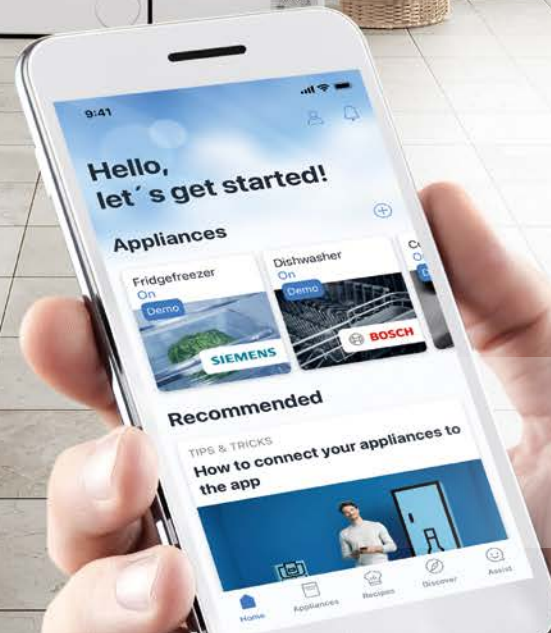 9:41
Hello,
let´s get started!
Appliances
Fridgefreezer
On
Demo
SIEMENS
Dishwasher
On
Demo
BOSCH
Recommended
TIPS & TRICKS
How to connect your appliances to
the app
Home
Appliances
Recipes
Discover
Assist